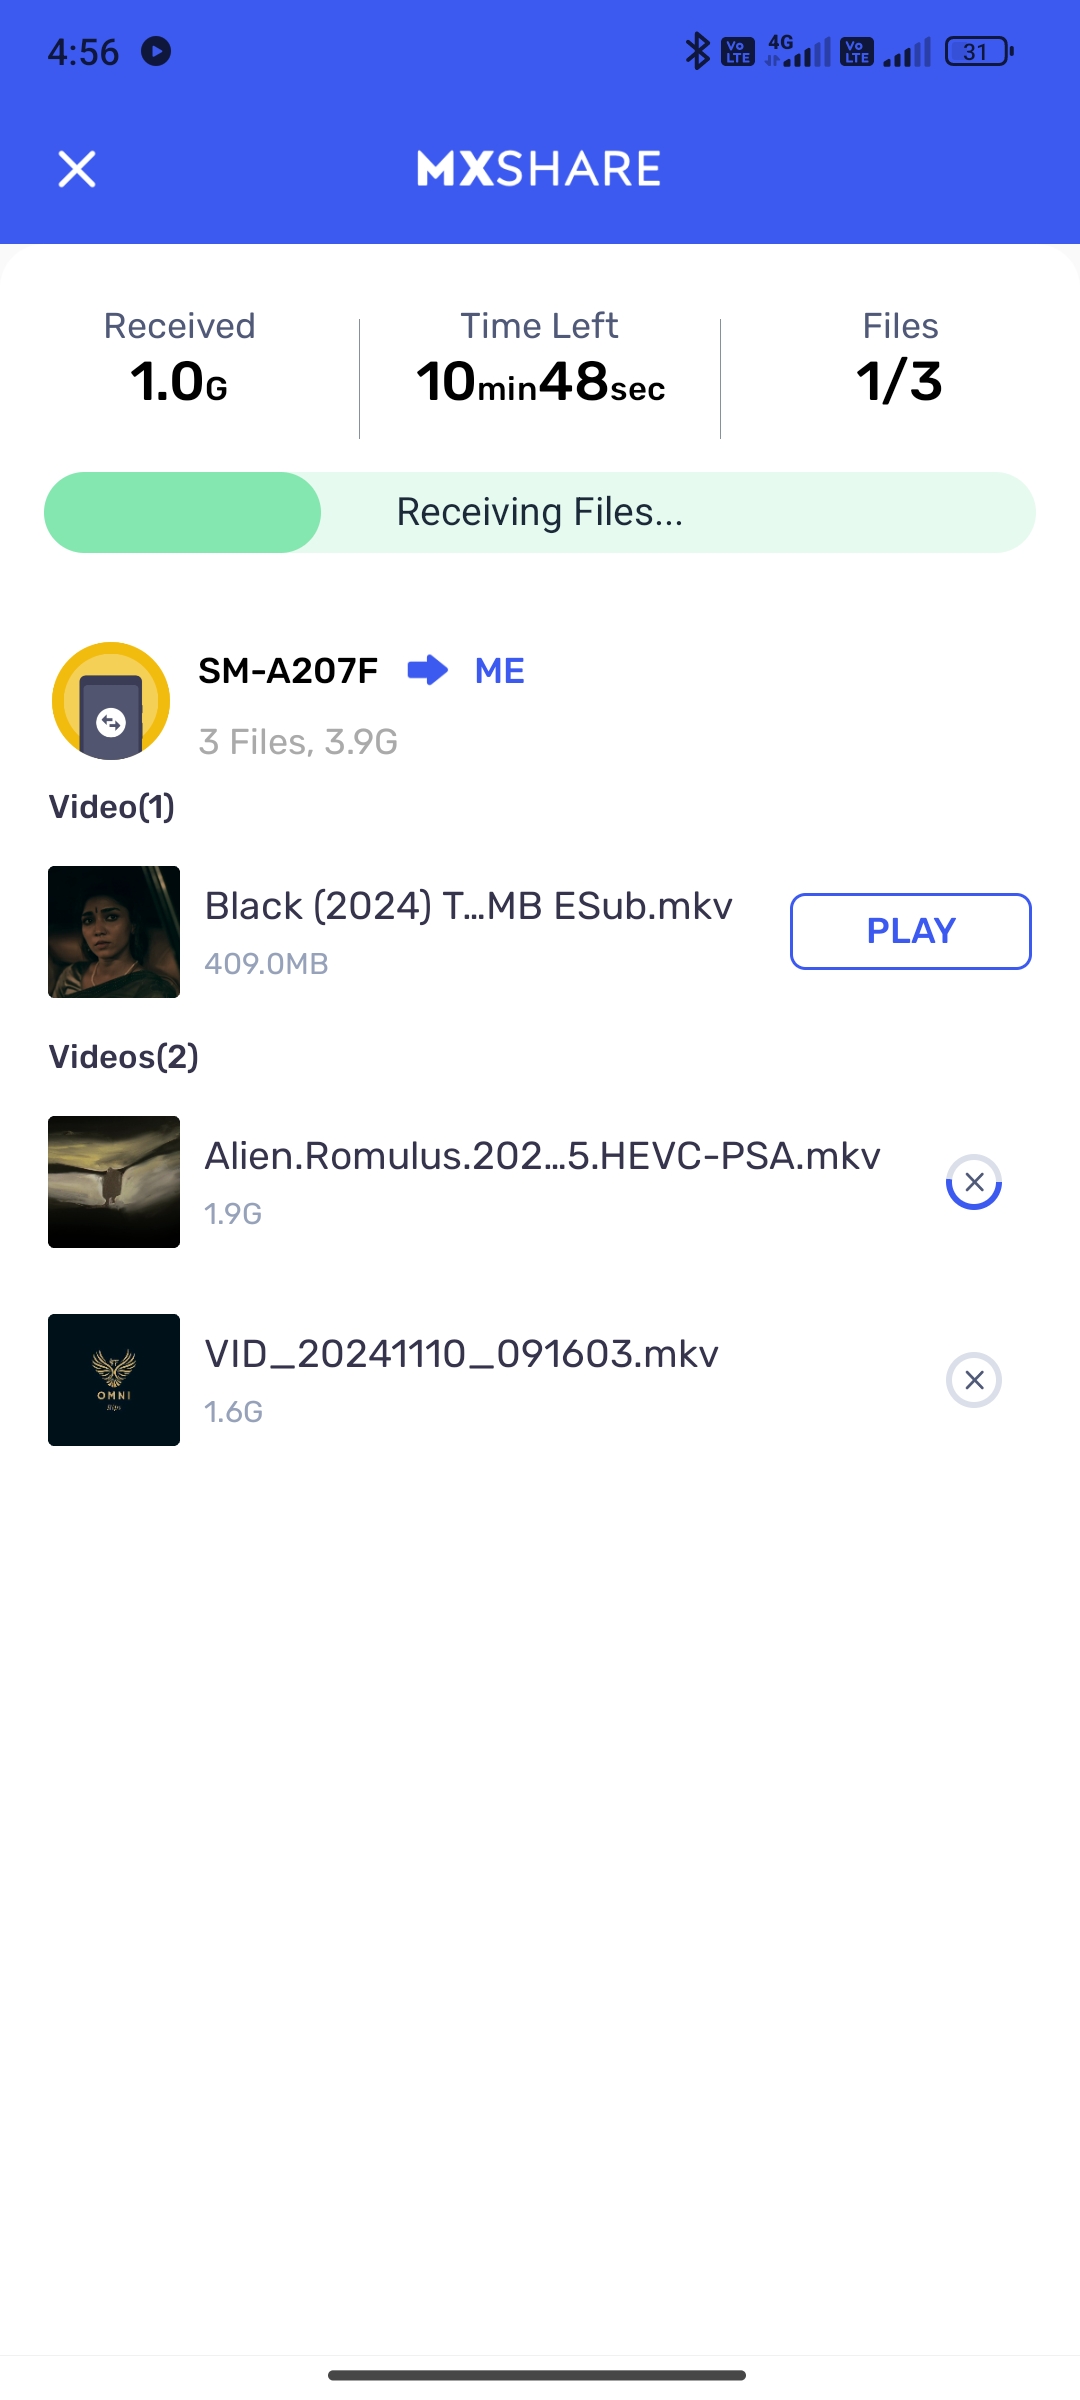 4:56
Vo LTE 4G Vo LTE 31
MXSHARE
Received Time Left Files
1.0G 10min48sec 1/3
Receiving Files...
SM-A207F ME
3 Files, 3.9G
Video(1)
Black (2024) T...MB ESub.mkv
409.0MB
PLAY
Videos(2)
Alien.Romulus.202...5.HEVC-PSA.mkv
1.9G
OMNI
Rips
VID_20241110_091603.mkv
1.6G